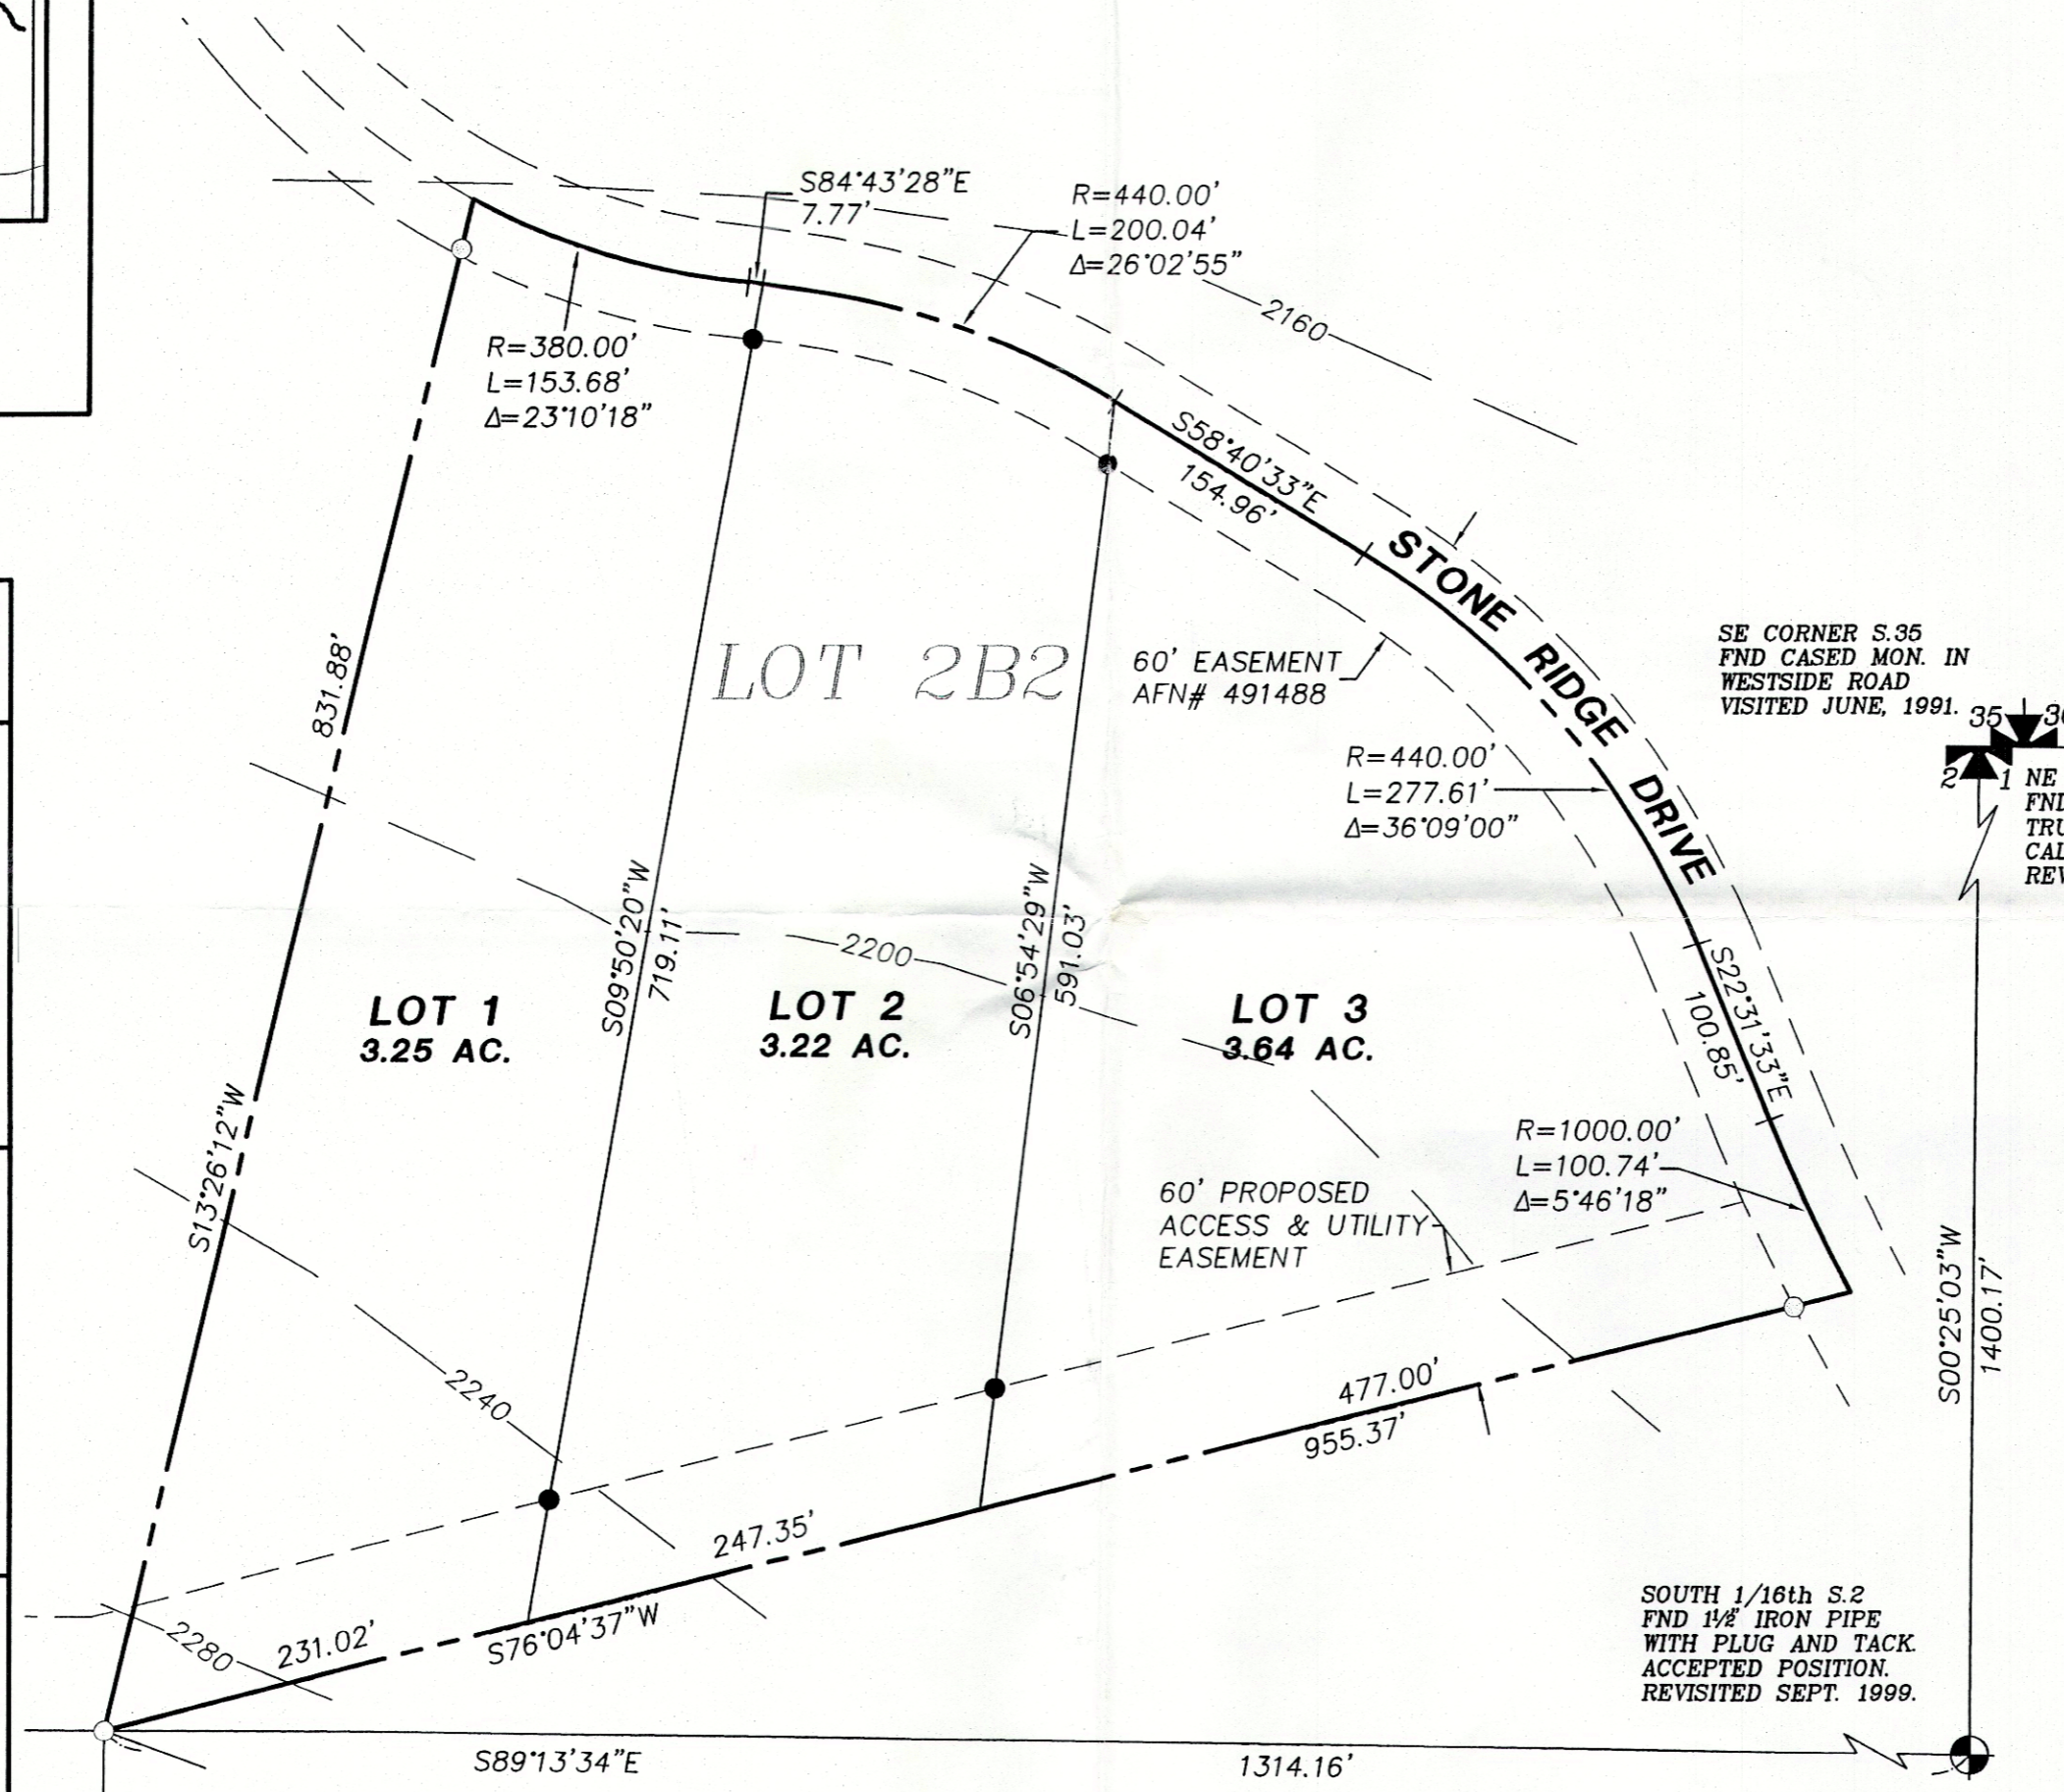 S84°43'28"E
7.77'
R=440.00'
L=200.04'
Δ=26°02'55"
2160
R=380.00'
L=153.68'
Δ=23°10'18"
S58°40'33"E
154.96'
STONE RIDGE DRIVE
831.88'
LOT 2B2
60' EASEMENT
AFN# 491488
SE CORNER S.35
FND CASED MON. IN
WESTSIDE ROAD
VISITED JUNE, 1991.
35
2
1
NE
FND
R=440.00'
L=277.61'
Δ=36°09'00"
S09°50'20"W
719.11'
2200
S06°54'29"W
591.03'
S22°31'33"E
100.85'
LOT 1
3.25 AC.
LOT 2
3.22 AC.
LOT 3
3.64 AC.
S13°26'12"W
R=1000.00'
L=100.74'
Δ=5°46'18"
60' PROPOSED
ACCESS & UTILITY
EASEMENT
S00°25'03"W
1400.17'
2240
477.00'
955.37'
247.35'
S76°04'37"W
231.02'
2280
SOUTH 1/16th S.2
FND 1½" IRON PIPE
WITH PLUG AND TACK.
ACCEPTED POSITION.
REVISITED SEPT. 1999.
S89°13'34"E
1314.16'